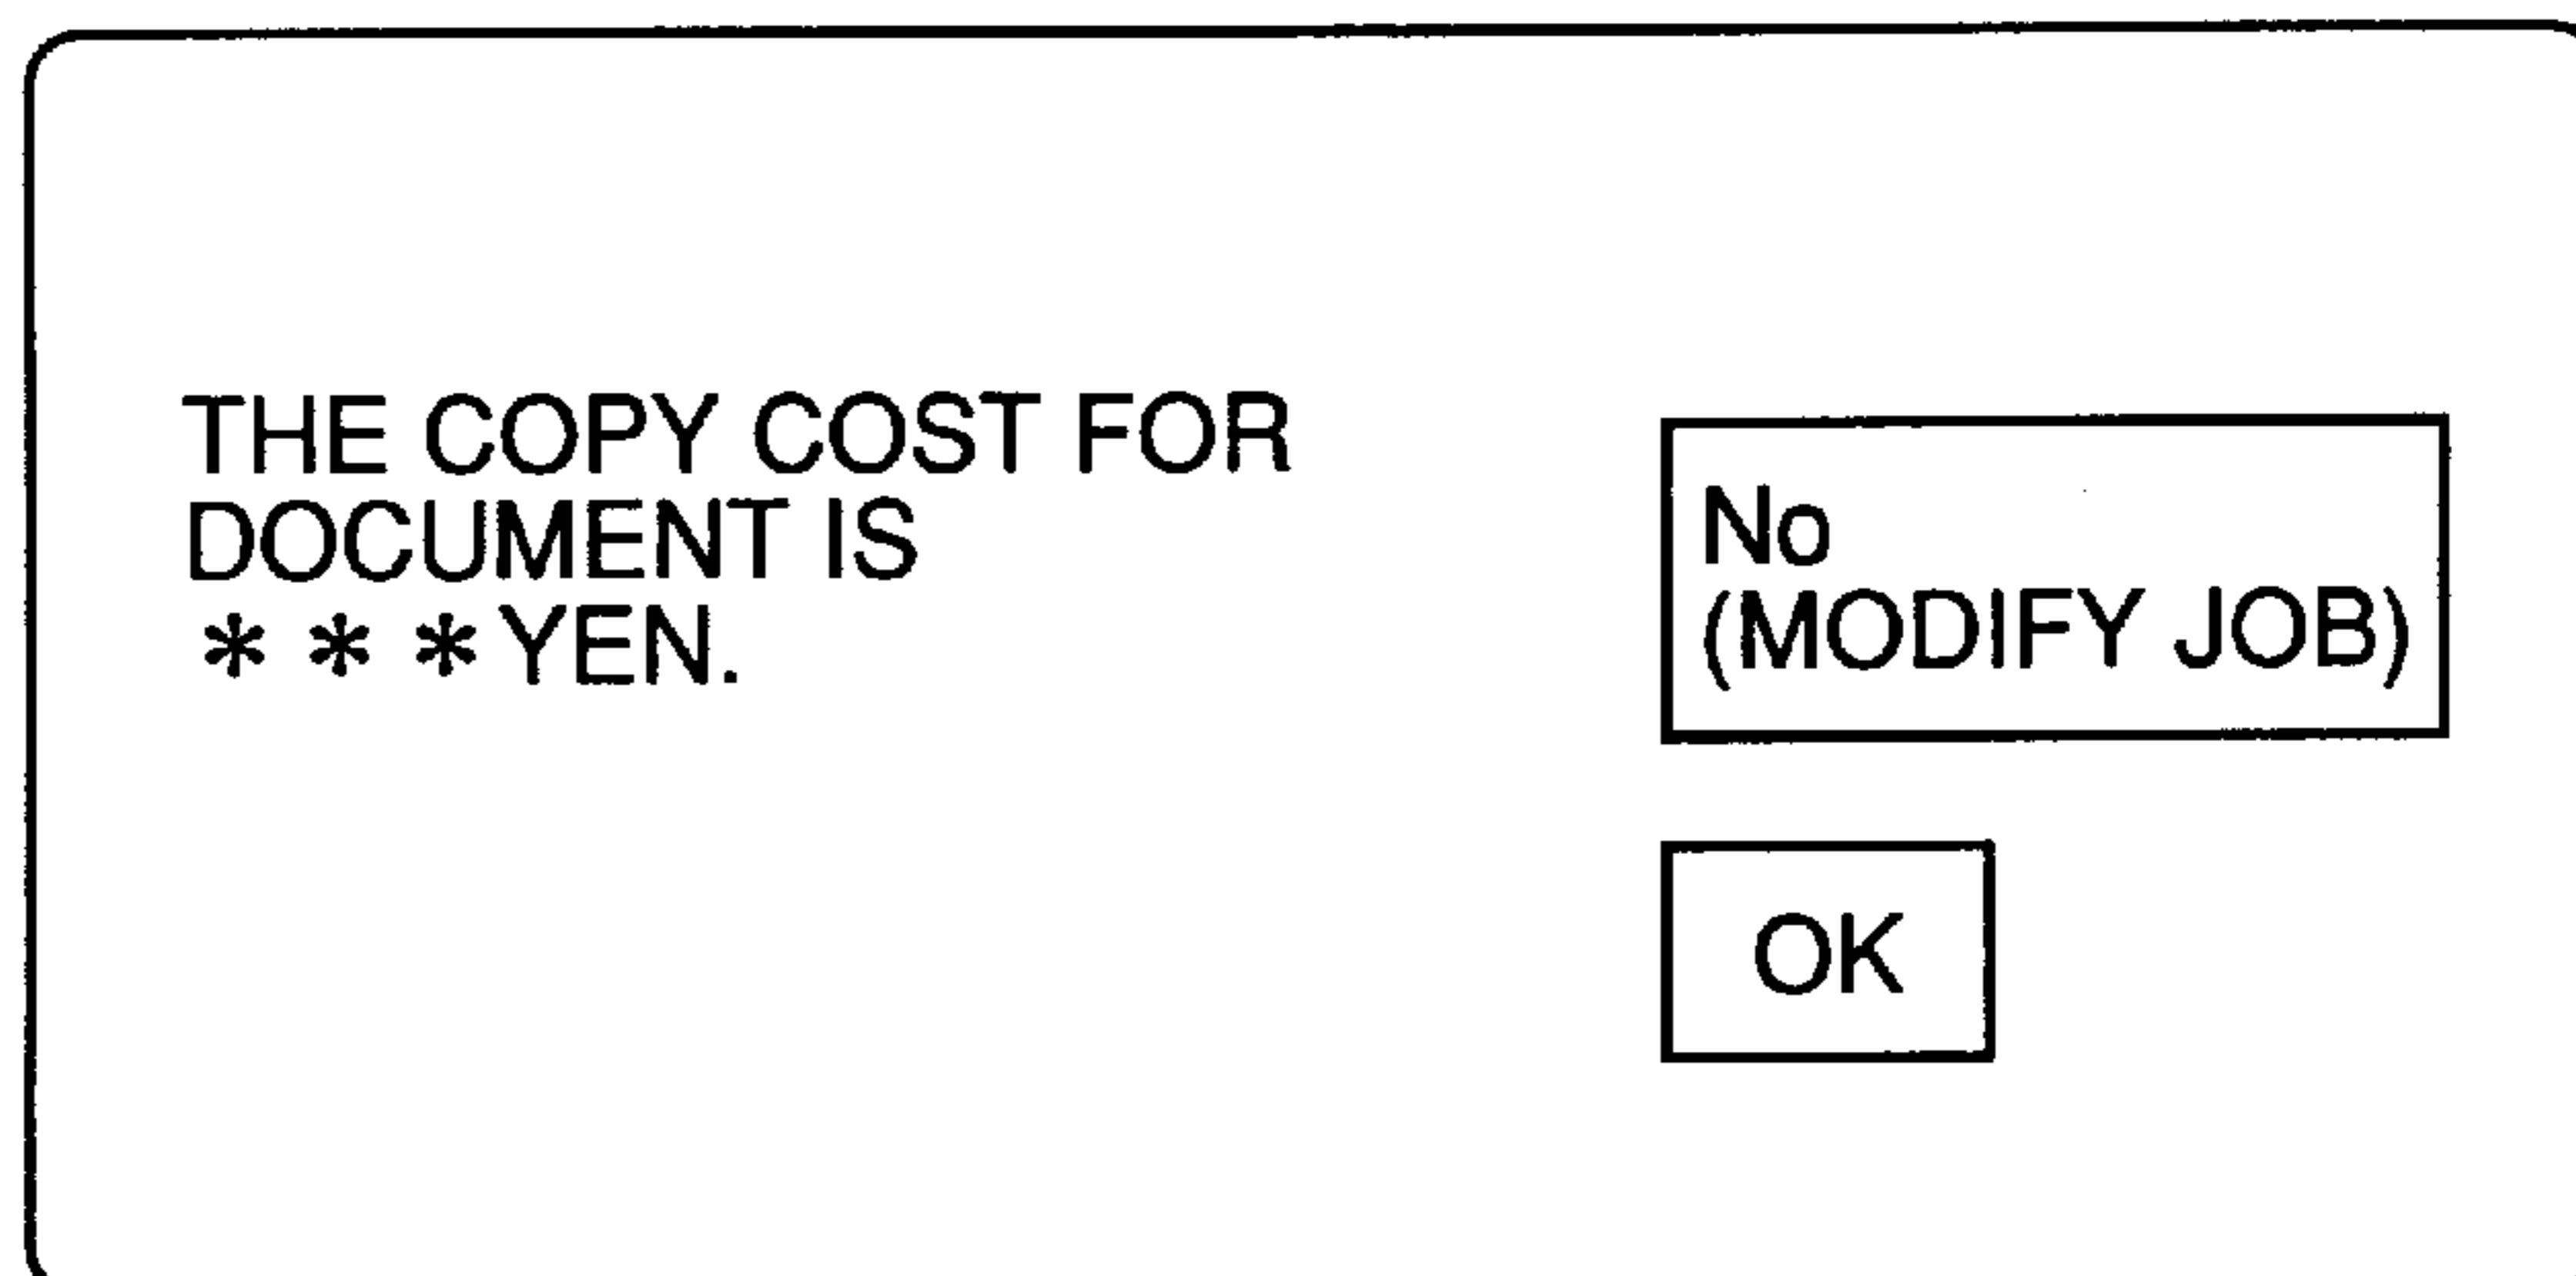 THE COPY COST FOR
DOCUMENT IS
* * * YEN.
No
(MODIFY JOB)
OK